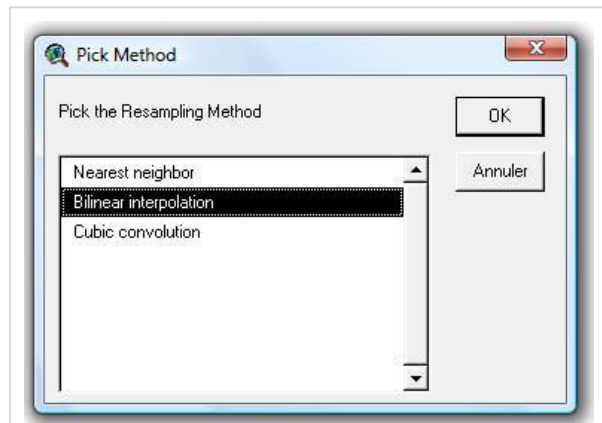 Pick Method
Pick the Resampling Method
OK
Annuler
Nearest neighbor
Bilinear interpolation
Cubic convolution